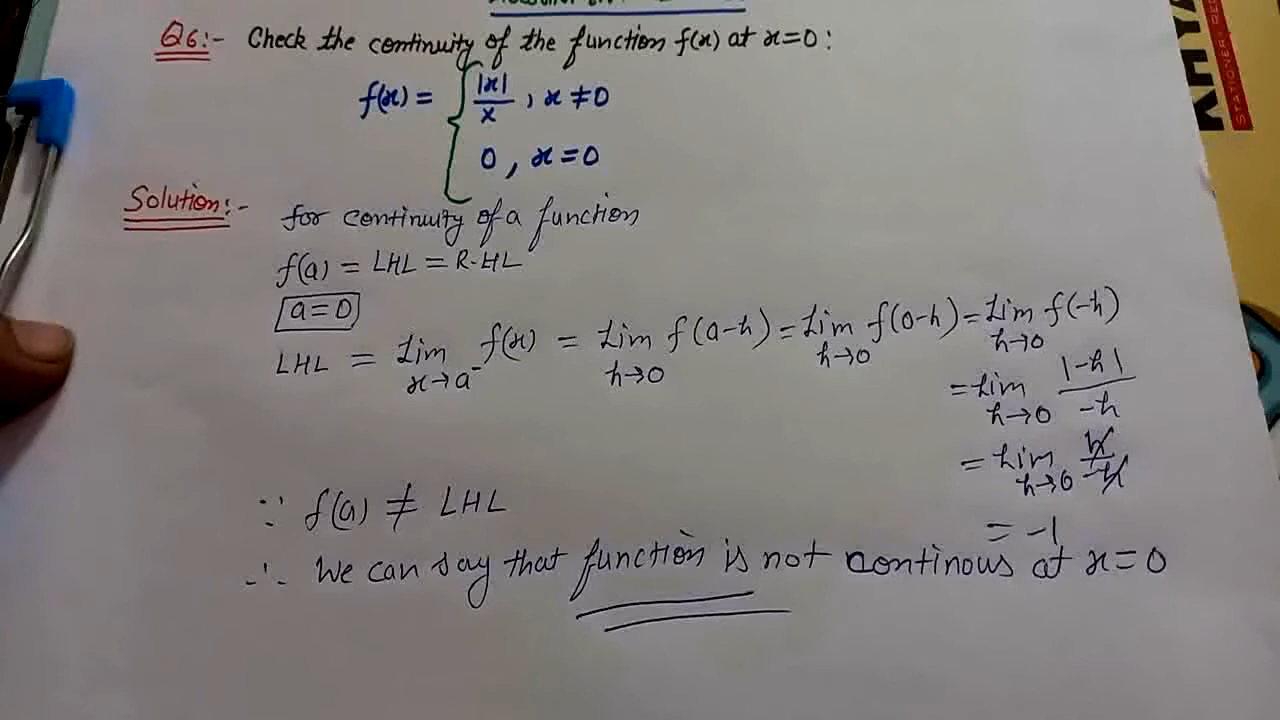 Q6:- Check the continuity of the function f(x) at x=0:
f(x) = { |x|/x , x ≠ 0
0 , x = 0
Solution:- for continuity of a function
f(a) = LHL = R.HL
a = 0
LHL = Lim x→a⁻ f(x) = Lim h→0 f(a-h) = Lim h→0 f(0-h) = Lim h→0 f(-h)
= Lim h→0 |-h|/-h
= Lim h→0 h/-h
= -1
∵ f(a) ≠ LHL
∴ We can say that function is not continous at x = 0
STATIONER